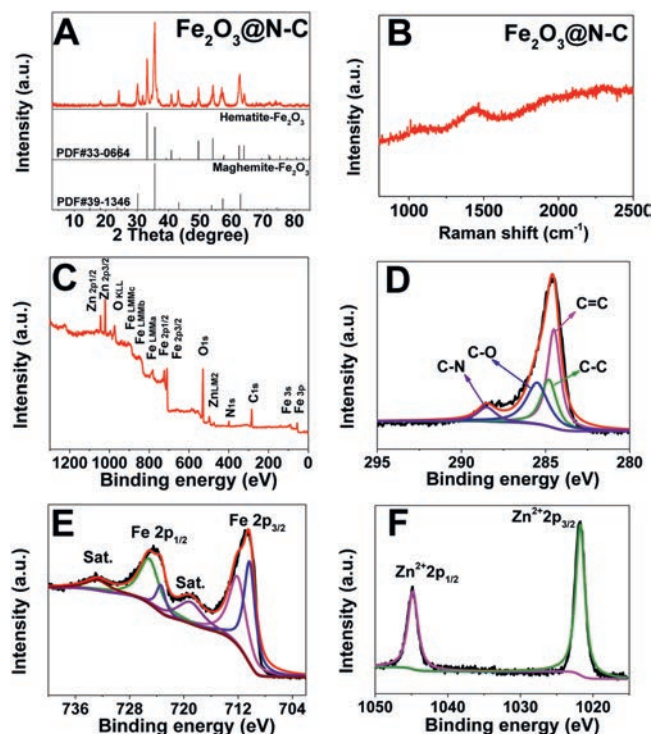 A
Fe₂O₃@N-C
Intensity (a.u.)
Hematite-Fe₂O₃
PDF#33-0664
Maghemite-Fe₂O₃
PDF#39-1346
10 20 30 40 50 60 70 80
2 Theta (degree)
B
Fe₂O₃@N-C
Intensity (a.u.)
1000 1500 2000 2500
Raman shift (cm⁻¹)
C
Intensity (a.u.)
Zn 2p1/2
Zn 2p3/2
O KLL
Fe LMMc
Fe LMMb
Fe LMMa
Fe 2p1/2
Fe 2p3/2
O1s
ZnLM2
N1s
C1s
Fe 3s
Fe 3p
1200 1000 800 600 400 200 0
Binding energy (eV)
D
Intensity (a.u.)
C=C
C-O
C-N
C-C
295 290 285 280
Binding energy (eV)
E
Intensity (a.u.)
Fe 2p₃/₂
Fe 2p₁/₂
Sat.
Sat.
736 728 720 712 704
Binding energy (eV)
F
Intensity (a.u.)
Zn²⁺2p₃/₂
Zn²⁺2p₁/₂
1050 1040 1030 1020
Binding energy (eV)